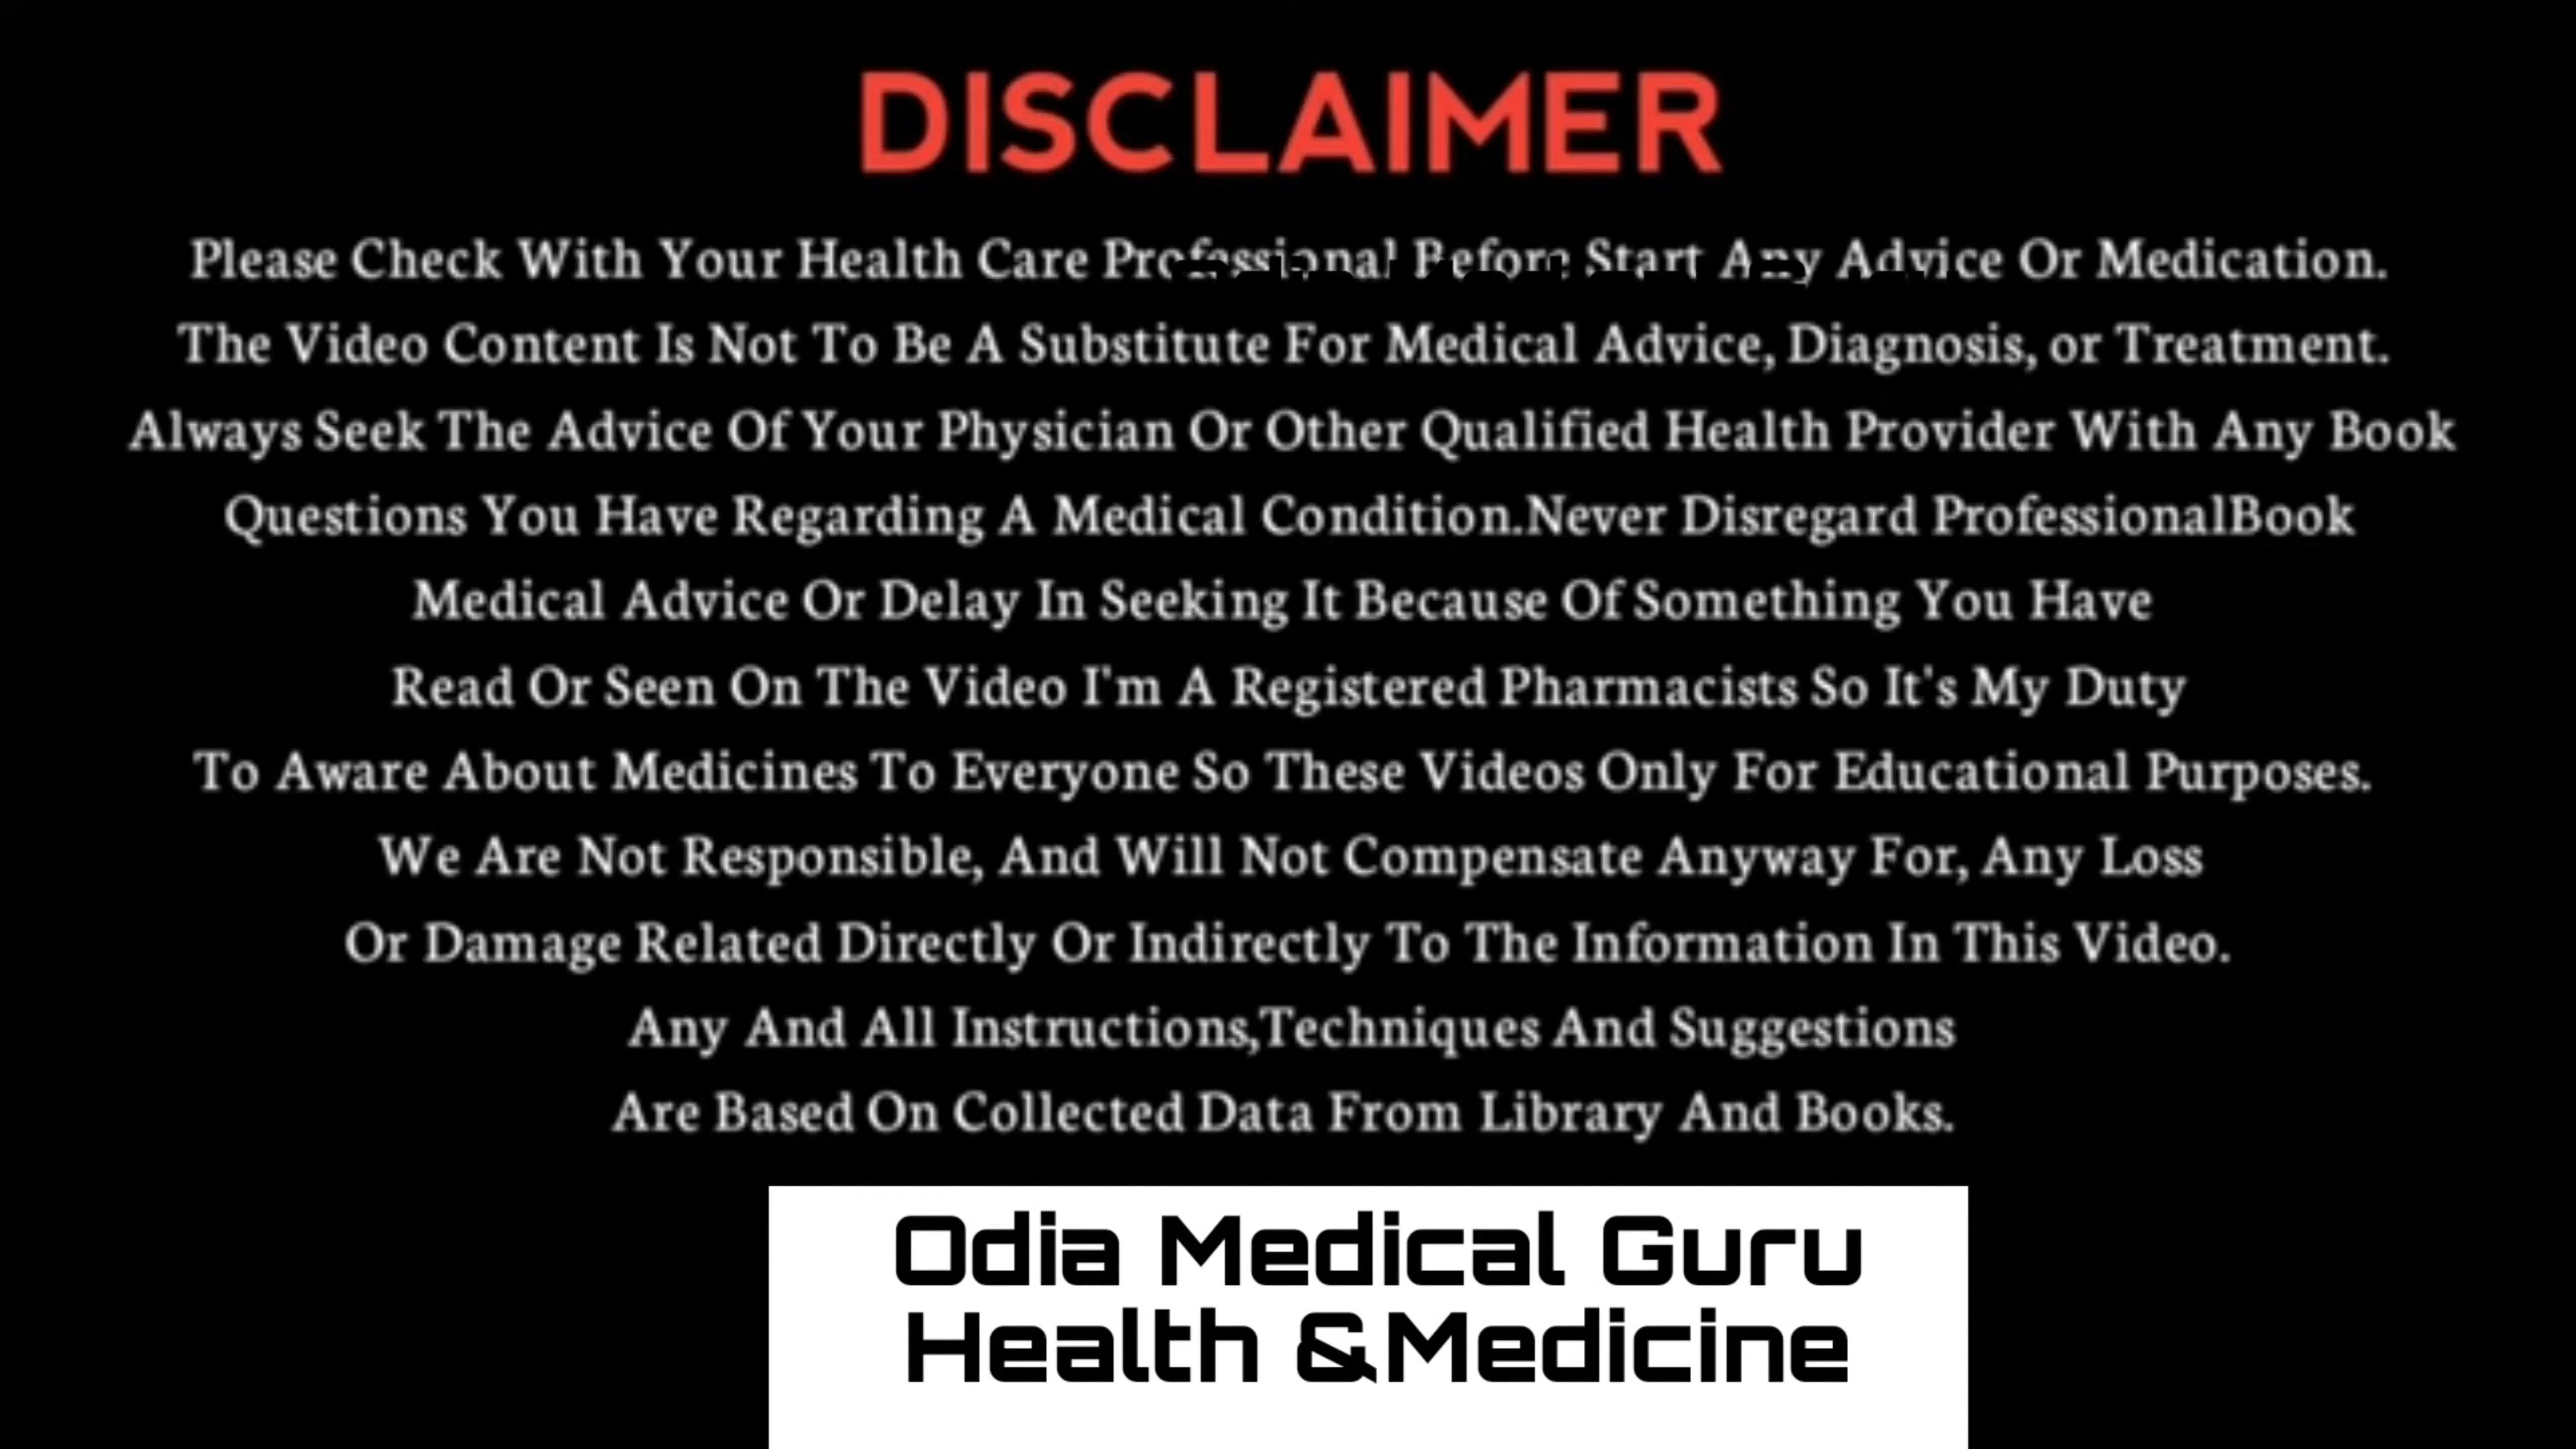 DISCLAIMER
Please Check With Your Health Care Professional Before Start Any Advice Or Medication.
The Video Content Is Not To Be A Substitute For Medical Advice, Diagnosis, or Treatment.
Always Seek The Advice Of Your Physician Or Other Qualified Health Provider With Any Book
Questions You Have Regarding A Medical Condition.Never Disregard ProfessionalBook
Medical Advice Or Delay In Seeking It Because Of Something You Have
Read Or Seen On The Video I'm A Registered Pharmacists So It's My Duty
To Aware About Medicines To Everyone So These Videos Only For Educational Purposes.
We Are Not Responsible, And Will Not Compensate Anyway For, Any Loss
Or Damage Related Directly Or Indirectly To The Information In This Video.
Any And All Instructions,Techniques And Suggestions
Are Based On Collected Data From Library And Books.
Odia Medical Guru
Health &Medicine